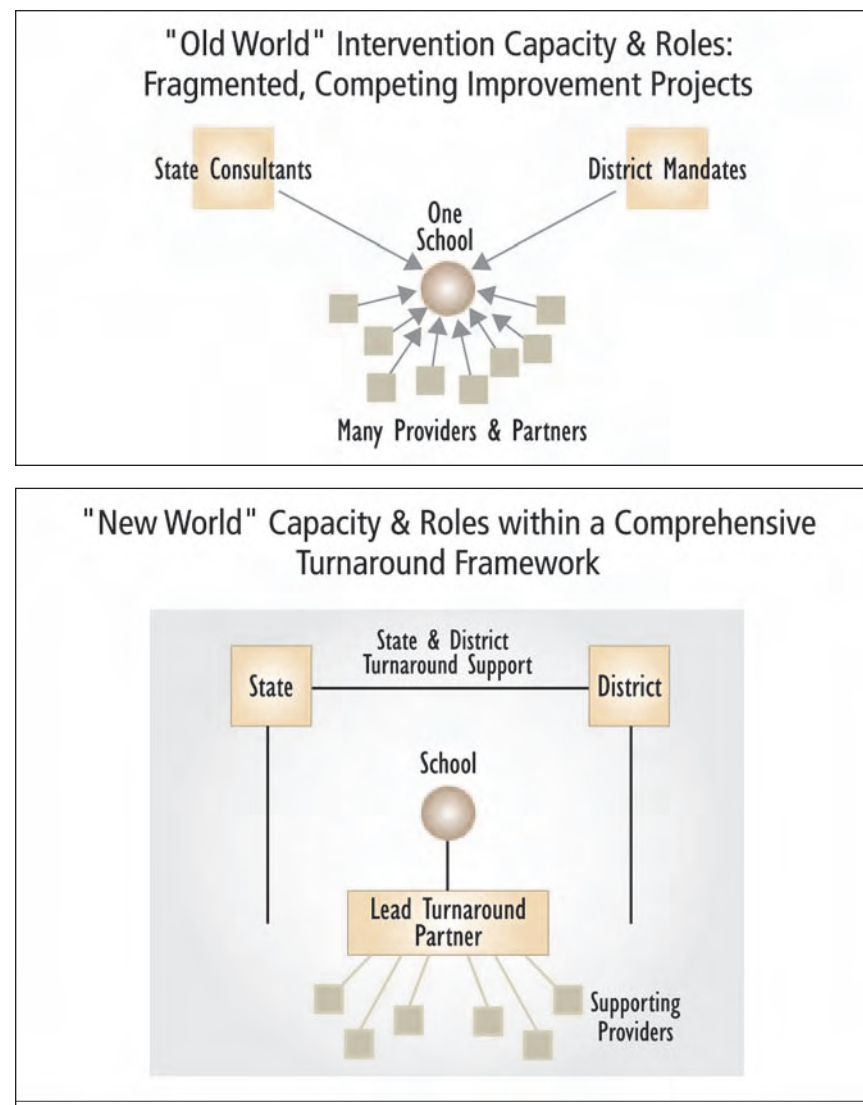 "Old World" Intervention Capacity & Roles:
Fragmented, Competing Improvement Projects
State Consultants
District Mandates
One
School
Many Providers & Partners
"New World" Capacity & Roles within a Comprehensive
Turnaround Framework
State & District
Turnaround Support
State
District
School
Lead Turnaround
Partner
Supporting
Providers